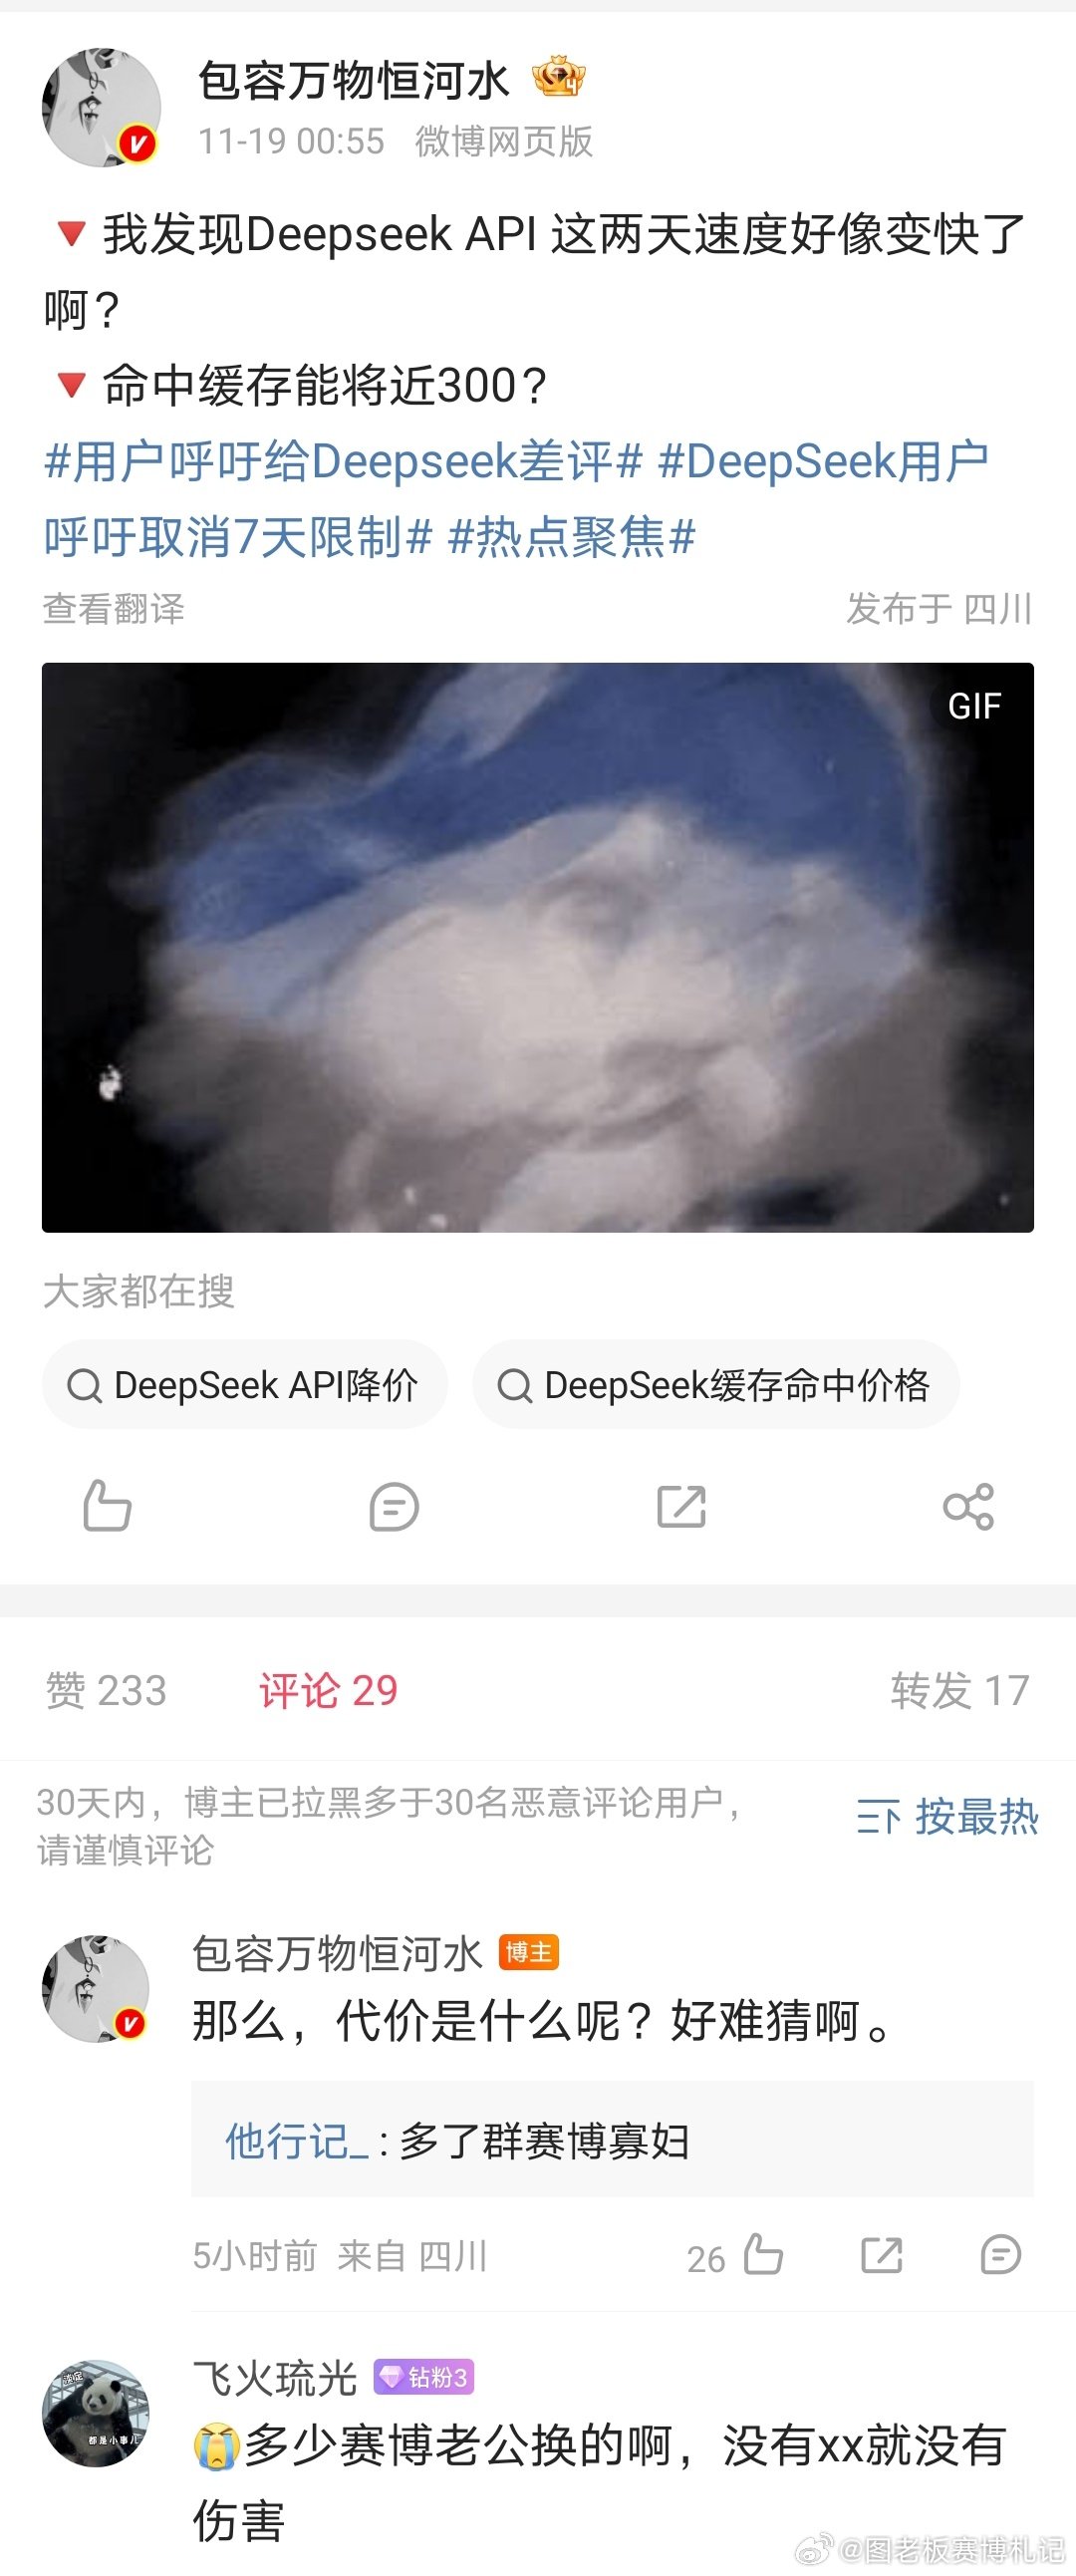 包容万物恒河水
4
11-19 00:55 微博网页版
🔻我发现Deepseek API 这两天速度好像变快了
啊？
🔻命中缓存能将近300？
#用户呼吁给Deepseek差评# #DeepSeek用户
呼吁取消7天限制# #热点聚焦#
查看翻译 发布于 四川
GIF
大家都在搜
DeepSeek API降价 DeepSeek缓存命中价格
赞 233 评论 29 转发 17
30天内，博主已拉黑多于30名恶意评论用户，
请谨慎评论
按最热
包容万物恒河水 博主
那么，代价是什么呢？好难猜啊。
他行记_：多了群赛博寡妇
5小时前 来自 四川 26
淡定
都是小事儿
飞火琉光 钻粉3
😭多少赛博老公换的啊，没有xx就没有
伤害
@图老板赛博札记